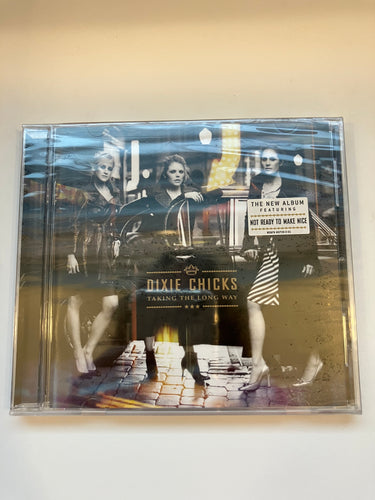 THE NEW ALBUM
FEATURING
NOT READY TO MAKE NICE
DIXIE CHICKS
TAKING THE LONG WAY